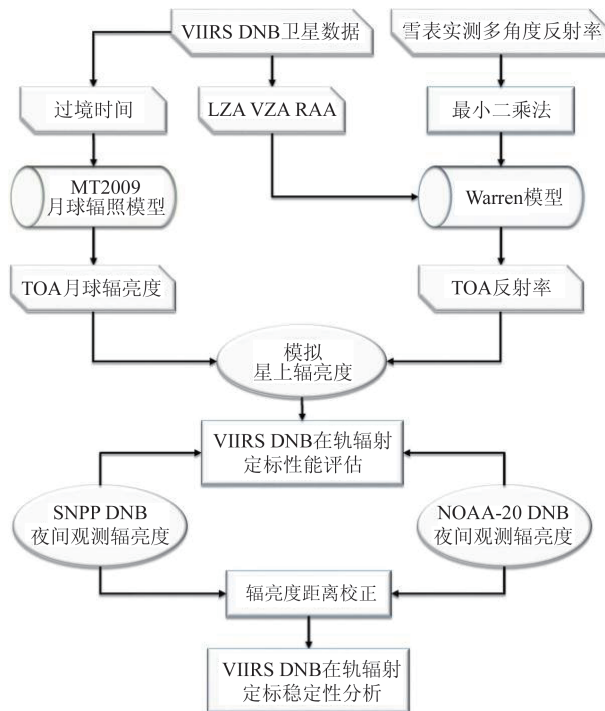 VIIRS DNB卫星数据
雪表实测多角度反射率
过境时间
LZA VZA RAA
最小二乘法
MT2009
月球辐照模型
Warren模型
TOA月球辐亮度
TOA反射率
模拟
星上辐亮度
VIIRS DNB在轨辐射
定标性能评估
SNPP DNB
夜间观测辐亮度
NOAA-20 DNB
夜间观测辐亮度
辐亮度距离校正
VIIRS DNB在轨辐射
定标稳定性分析